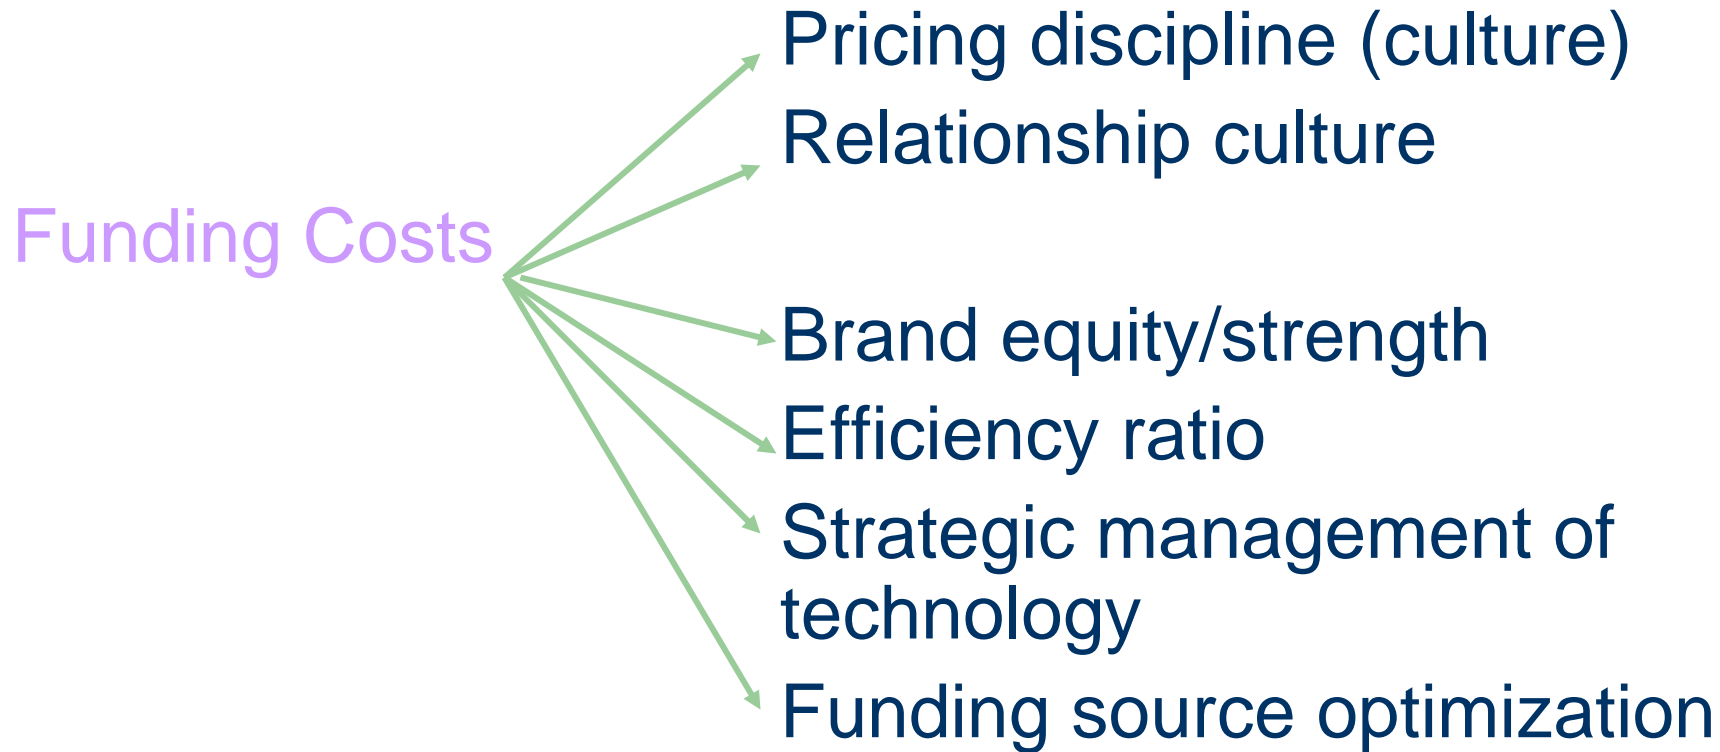 Pricing discipline (culture)
Relationship culture
Funding Costs
Brand equity/strength
Efficiency ratio
Strategic management of
technology
Funding source optimization